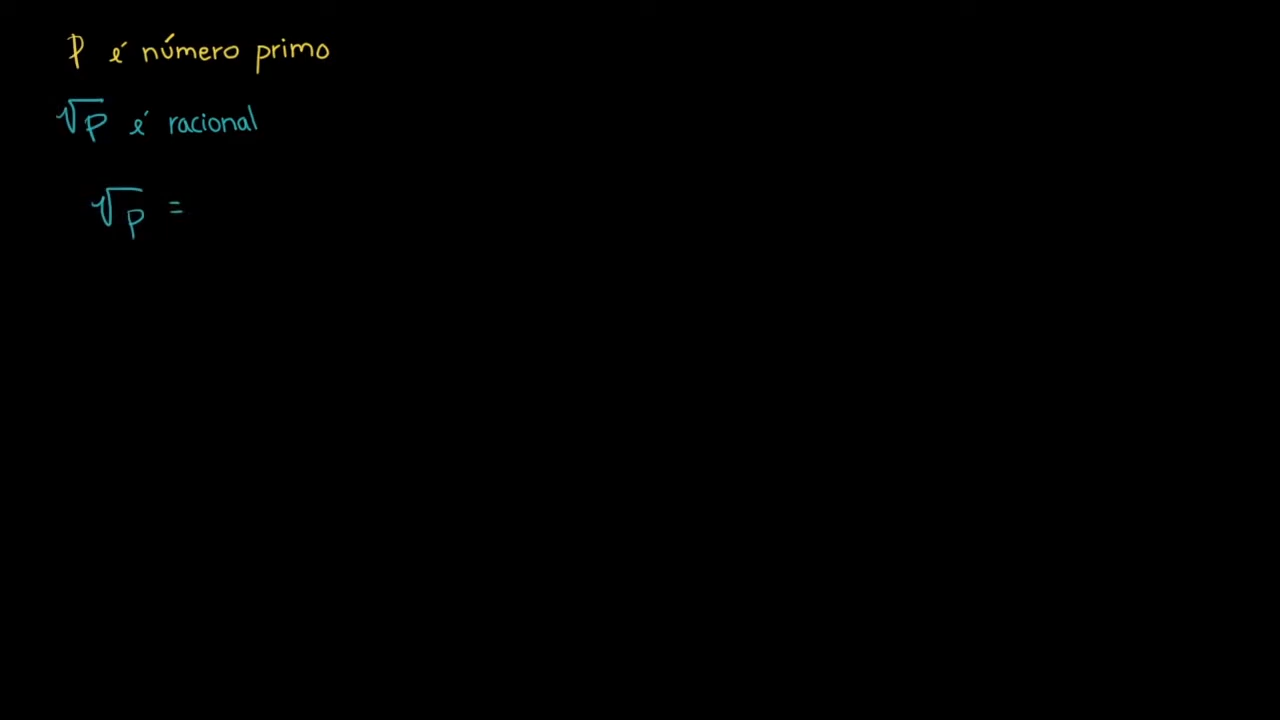 P é número primo
√P é racional
√P =